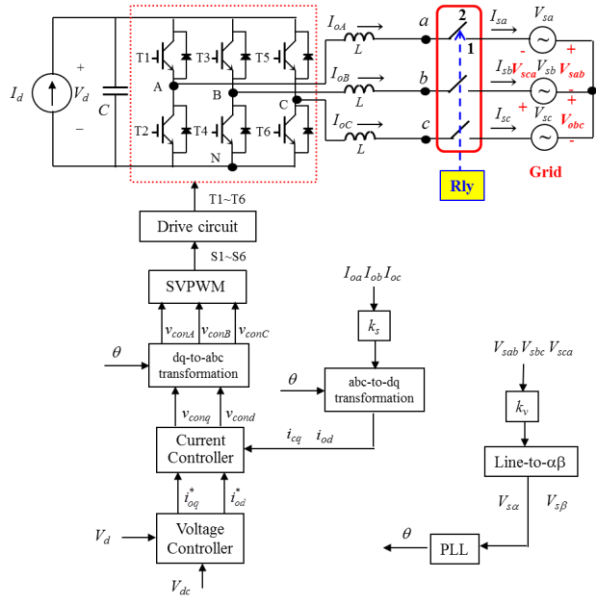 I_oA
a
2
I_sa
V_sa
T1
T3
T5
L
1
-
+
A
I_sb
V_sca
V_sb
V_sab
I_d
+
V_d
-
C
B
I_oB
L
b
-
+
C
+
V_obc
T2
T4
T6
I_oC
L
c
I_sc
V_sc
-
N
Rly
Grid
T1~T6
Drive circuit
S1~S6
SVPWM
I_oa I_ob I_oc
v_conA v_conB v_conC
k_s
θ
dq-to-abc
transformation
V_sab V_sbc V_sca
θ
abc-to-dq
transformation
k_v
v_conq v_cond
Current
Controller
i_cq i_od
Line-to-αβ
i*_oq i*_od
V_sα V_sβ
V_d
Voltage
Controller
θ
PLL
V_dc